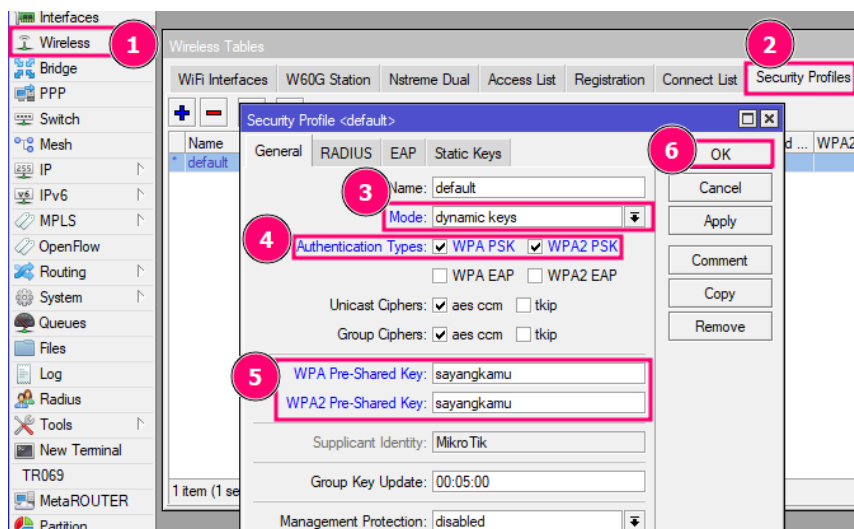 Interfaces
Wireless
Bridge
PPP
Switch
Mesh
IP
IPv6
MPLS
OpenFlow
Routing
System
Queues
Files
Log
Radius
Tools
New Terminal
TR069
MetaROUTER
Partition
1
Wireless Tables
2
WiFi Interfaces W60G Station Nstreme Dual Access List Registration Connect List Security Profiles
Name
d ... WPA2
* default
1 item (1 se
Security Profile <default>
General RADIUS EAP Static Keys
3
Name: default
Mode: dynamic keys
4
Authentication Types: WPA PSK WPA2 PSK
WPA EAP WPA2 EAP
Unicast Ciphers: aes ccm tkip
Group Ciphers: aes ccm tkip
5
WPA Pre-Shared Key: sayangkamu
WPA2 Pre-Shared Key: sayangkamu
Supplicant Identity: MikroTik
Group Key Update: 00:05:00
Management Protection: disabled
6
OK
Cancel
Apply
Comment
Copy
Remove